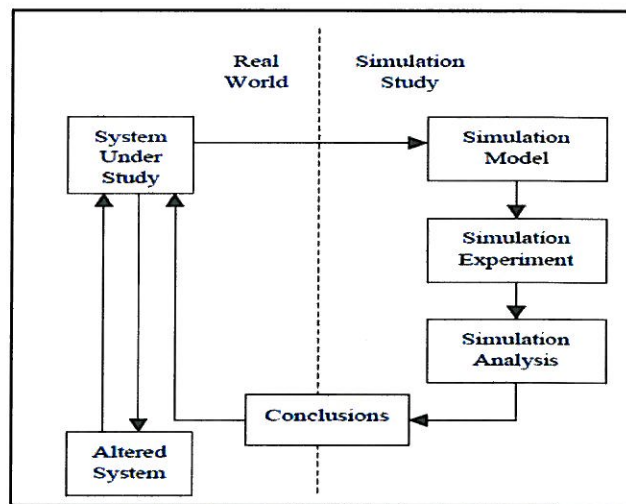 Real
World
Simulation
Study
System
Under
Study
Simulation
Model
Simulation
Experiment
Simulation
Analysis
Conclusions
Altered
System